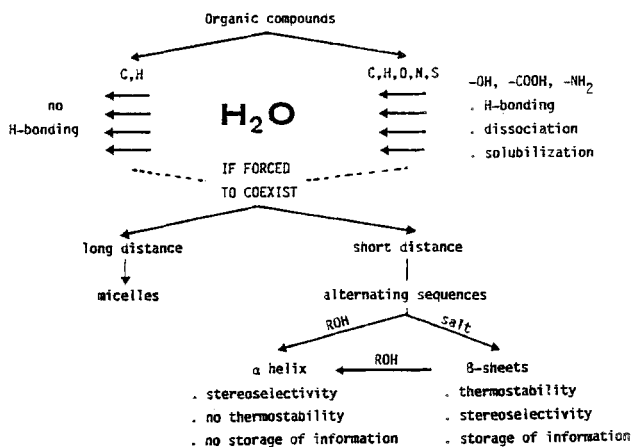 Organic compounds
C,H
C,H,O,N,S
-OH, -COOH, -NH2
no
H-bonding
H2O
. H-bonding
. dissociation
. solubilization
IF FORCED
TO COEXIST
long distance
short distance
micelles
alternating sequences
ROH
salt
α helix
ROH
B-sheets
. stereoselectivity
. thermostability
. no thermostability
. stereoselectivity
. no storage of information
. storage of information